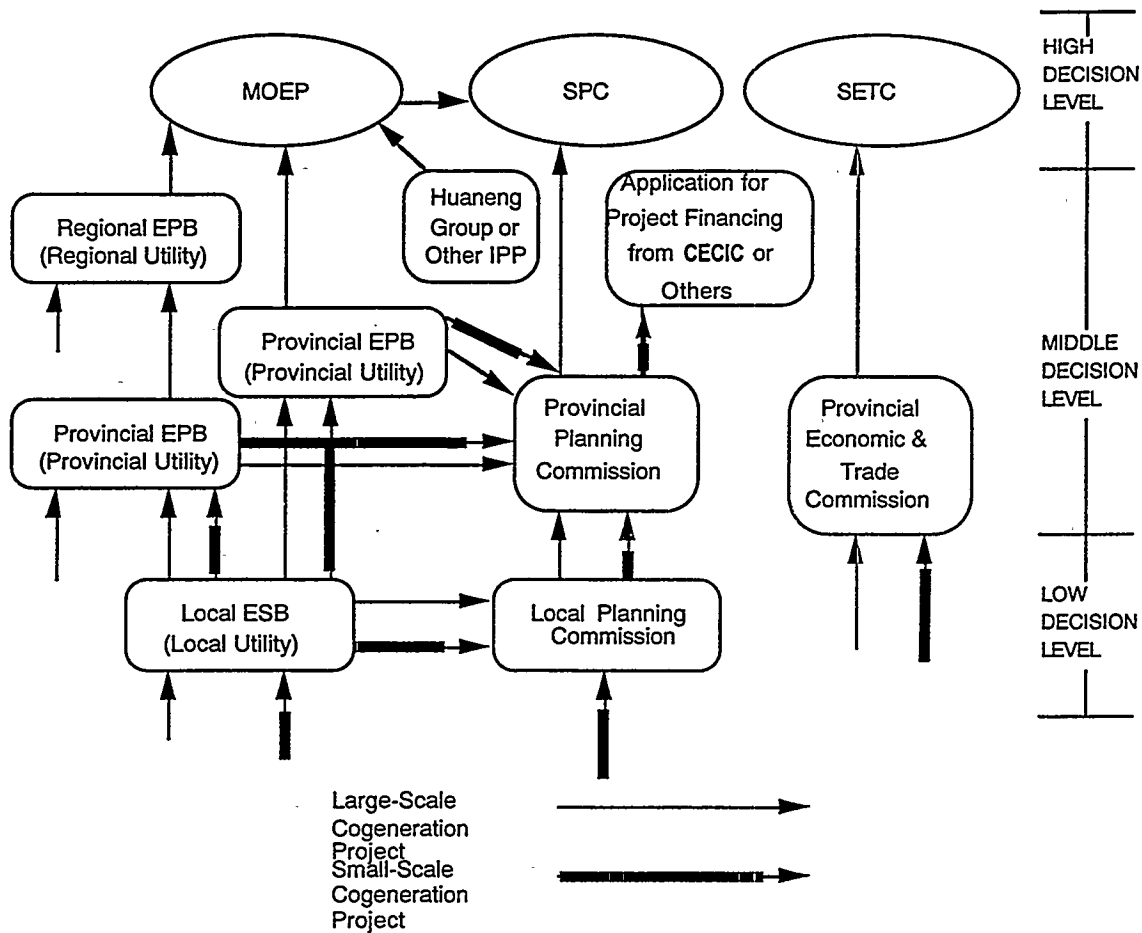 MOEP
SPC
SETC
HIGH
DECISION
LEVEL
Regional EPB
(Regional Utility)
Huaneng
Group or
Other IPP
Application for
Project Financing
from CECIC or
Others
Provincial EPB
(Provincial Utility)
Provincial EPB
(Provincial Utility)
Provincial
Planning
Commission
Provincial
Economic &
Trade
Commission
MIDDLE
DECISION
LEVEL
Local ESB
(Local Utility)
Local Planning
Commission
LOW
DECISION
LEVEL
Large-Scale
Cogeneration
Project
Small-Scale
Cogeneration
Project